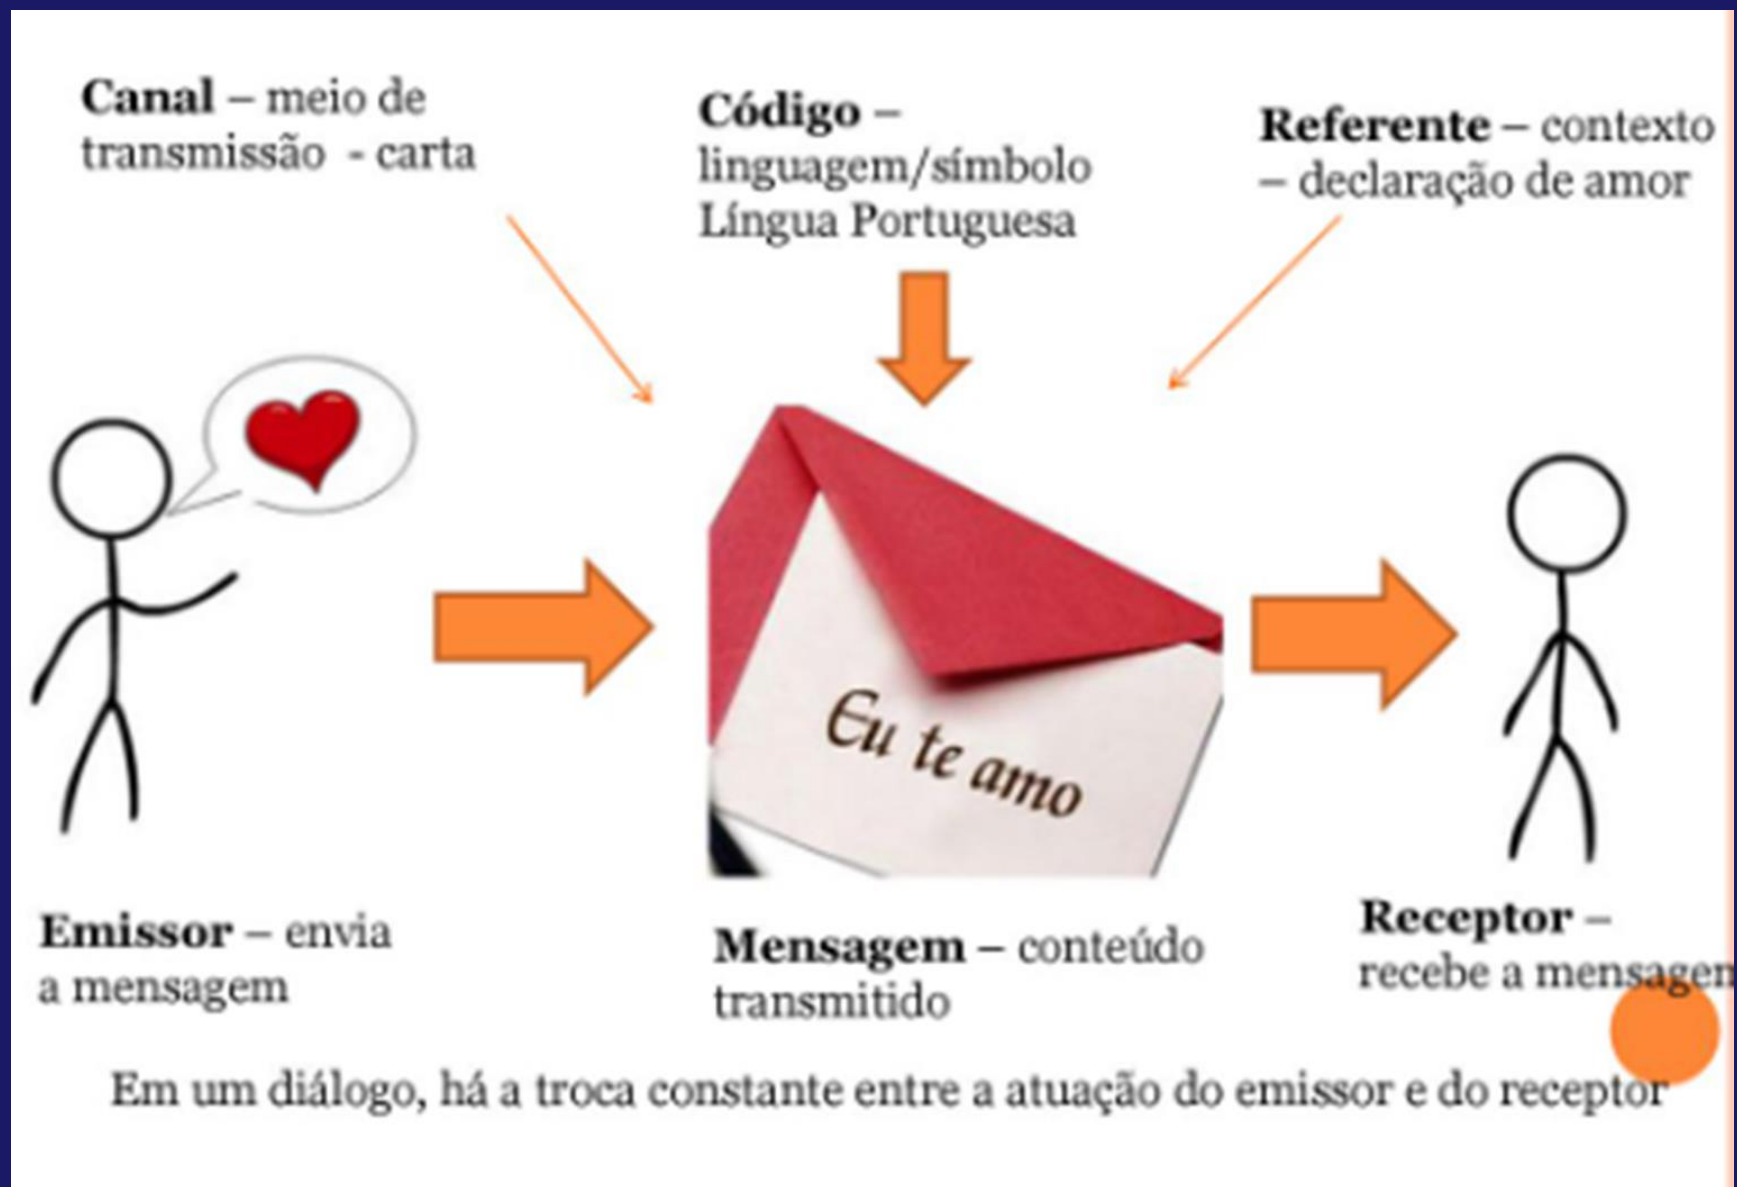 Canal – meio de
transmissão - carta
Código –
linguagem/símbolo
Língua Portuguesa
Referente – contexto
– declaração de amor
Eu te amo
Emissor – envia
a mensagem
Mensagem – conteúdo
transmitido
Receptor –
recebe a mensagem
Em um diálogo, há a troca constante entre a atuação do emissor e do receptor